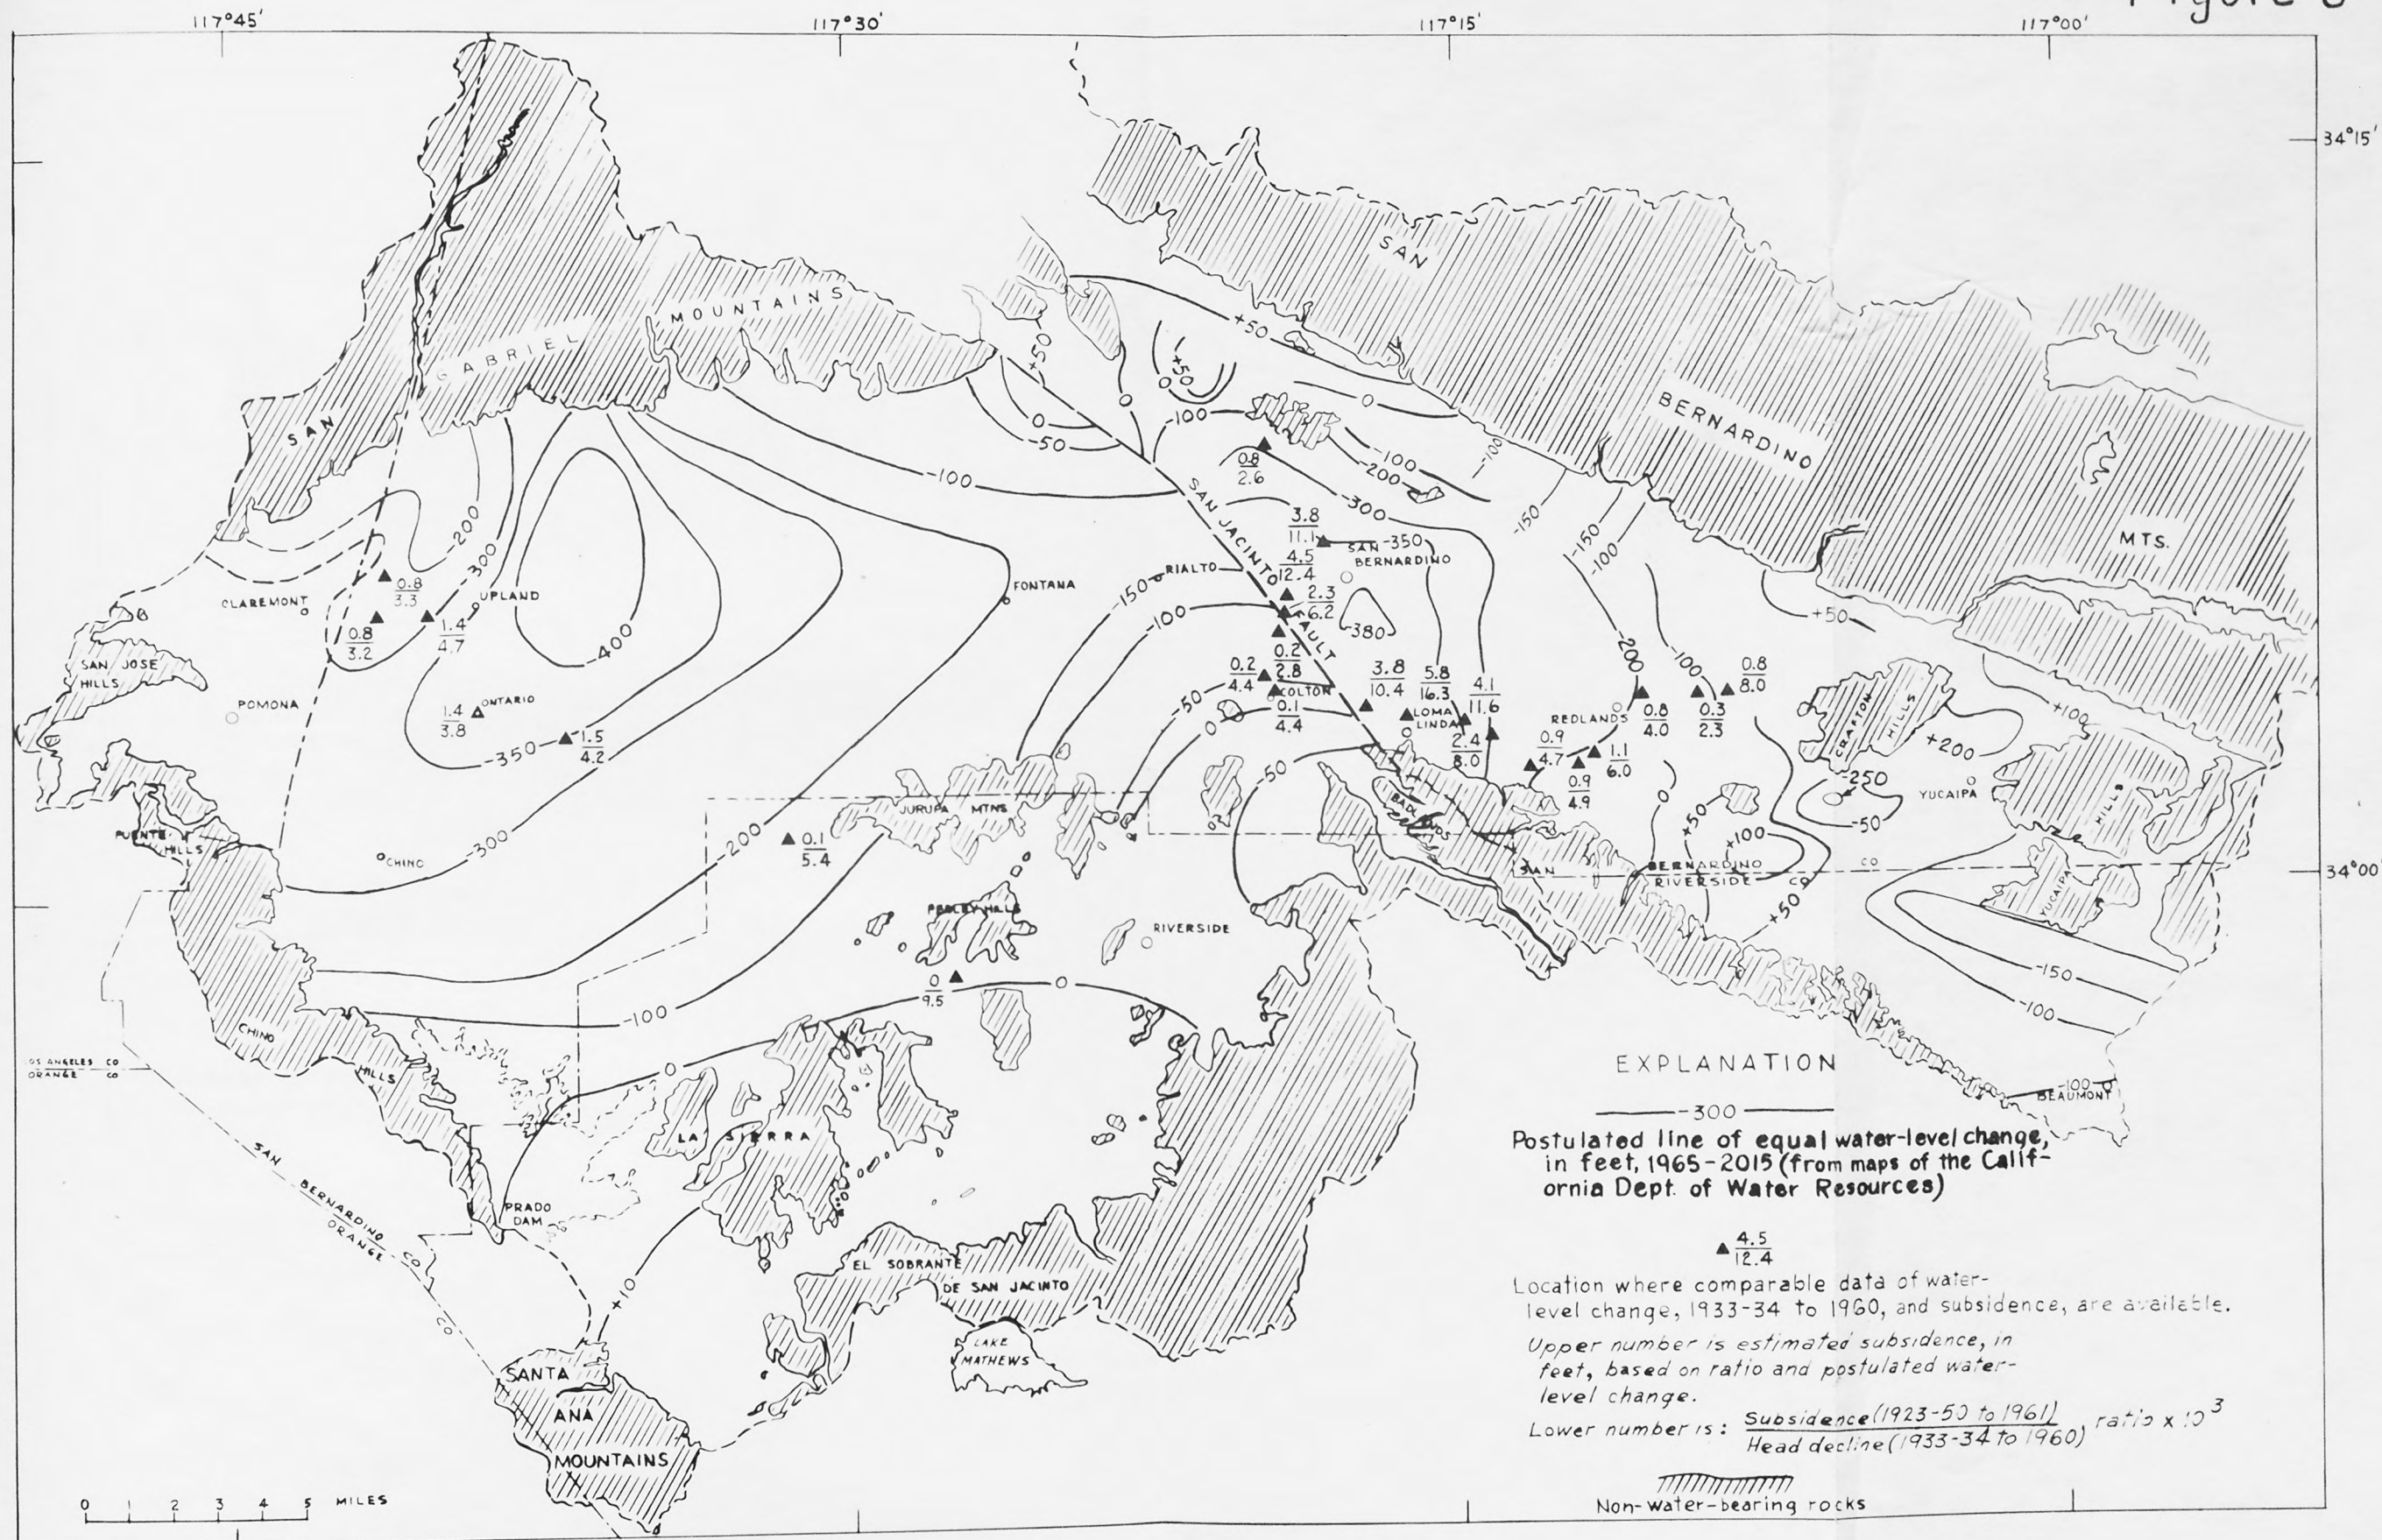 117°45'
117°30'
117°15'
117°00'
34°15'
SAN
GABRIEL
MOUNTAINS
SAN
BERNARDINO
MTS.
+50
+50
+50
0
0
0
0
-50
-100
-100
-100
-200
-100
-300
-150
-150
-100
-200
-300
-400
0.8
2.6
SAN JACINTO
FAULT
3.8
11.1
4.5
12.4
SAN
BERNARDINO
-350
2.3
6.2
-380
RIALTO
-150
-100
FONTANA
CLAREMONT
0.8
3.3
UPLAND
0.8
3.2
1.4
4.7
SAN JOSE
HILLS
POMONA
ONTARIO
1.4
3.8
-350
1.5
4.2
0.2
2.8
0.2
4.4
COLTON
0.1
4.4
-50
0
3.8
10.4
5.8
16.3
4.1
11.6
LOMA
LINDA
2.4
8.0
REDLANDS
-200
-100
0.8
4.0
0.3
2.3
0.8
8.0
0.9
4.7
1.1
6.0
0.9
4.9
+50
CRAFTON
HILLS
+100
+200
-250
YUCAIPA
-50
HILLS
YUCAIPA
PUENTE
HILLS
CHINO
-300
-200
0.1
5.4
JURUPA MTNS
-50
BADLANDS
0
+50
+100
SAN
BERNARDINO
CO
RIVERSIDE
CO
34°00'
+50
PEDLEY HILLS
RIVERSIDE
0
9.5
0
-150
-100
-100
-100
BEAUMONT
CHINO
HILLS
LOS ANGELES CO
ORANGE CO
0
LA SIERRA
SAN
BERNARDINO CO
ORANGE
CO
PRADO
DAM
+10
EL SOBRANTE
DE SAN JACINTO
LAKE
MATHEWS
SANTA
ANA
MOUNTAINS
0 1 2 3 4 5 MILES
EXPLANATION
-300
Postulated line of equal water-level change,
in feet, 1965-2015 (from maps of the Calif-
ornia Dept. of Water Resources)
4.5
12.4
Location where comparable data of water-
level change, 1933-34 to 1960, and subsidence, are available.
Upper number is estimated subsidence, in
feet, based on ratio and postulated water-
level change.
Lower number is: Subsidence (1923-50 to 1961)
Head decline (1933-34 to 1960), ratio x 10³
Non-water-bearing rocks